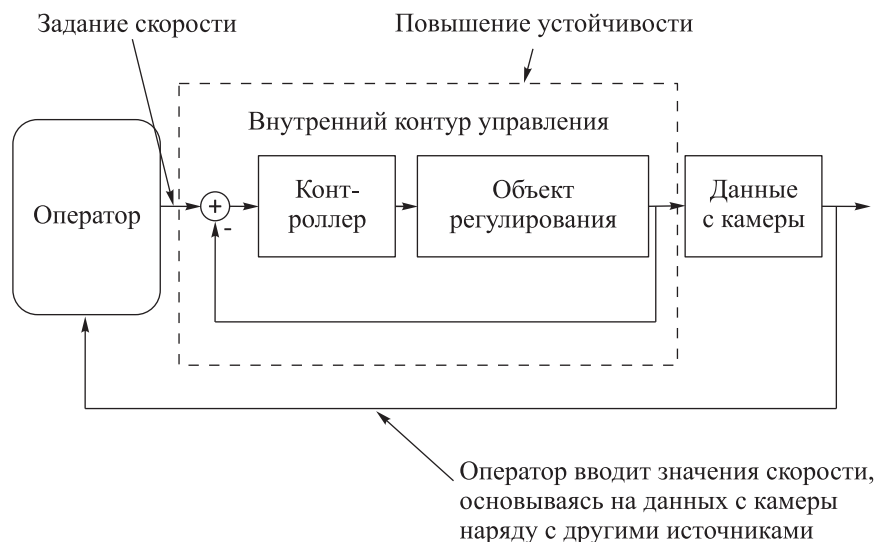 Задание скорости
Повышение устойчивости
Внутренний контур управления
Оператор
+
-
Конт-
роллер
Объект
регулирования
Данные
с камеры
Оператор вводит значения скорости,
основываясь на данных с камеры
наряду с другими источниками